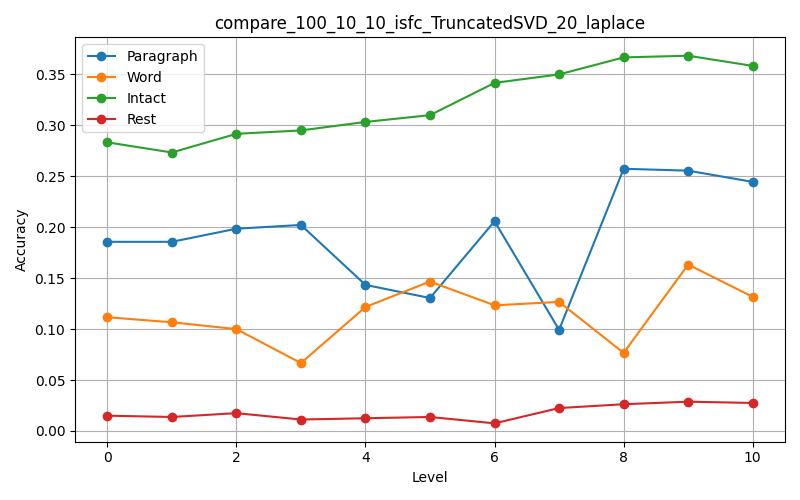 compare_100_10_10_isfc_TruncatedSVD_20_laplace
Paragraph
Word
Intact
Rest
Accuracy
0.35
0.30
0.25
0.20
0.15
0.10
0.05
0.00
0 2 4 6 8 10
Level